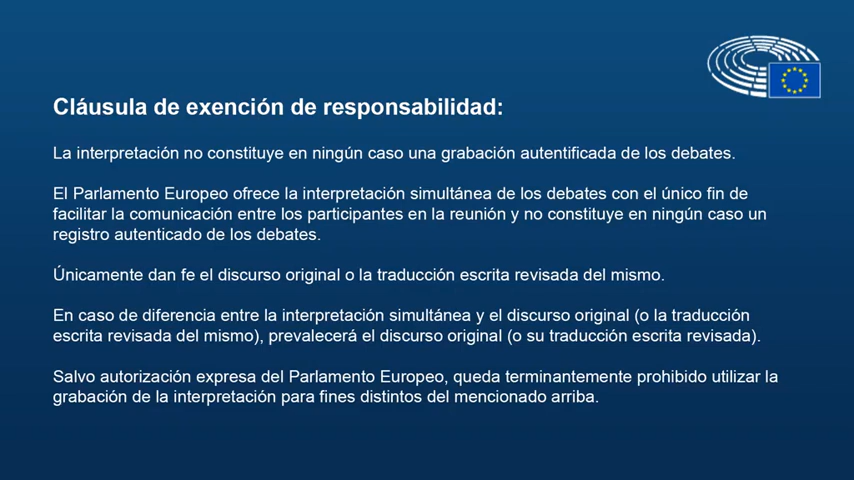 Cláusula de exención de responsabilidad:
La interpretación no constituye en ningún caso una grabación autentificada de los debates.
El Parlamento Europeo ofrece la interpretación simultánea de los debates con el único fin de
facilitar la comunicación entre los participantes en la reunión y no constituye en ningún caso un
registro autenticado de los debates.
Únicamente dan fe el discurso original o la traducción escrita revisada del mismo.
En caso de diferencia entre la interpretación simultánea y el discurso original (o la traducción
escrita revisada del mismo), prevalecerá el discurso original (o su traducción escrita revisada).
Salvo autorización expresa del Parlamento Europeo, queda terminantemente prohibido utilizar la
grabación de la interpretación para fines distintos del mencionado arriba.